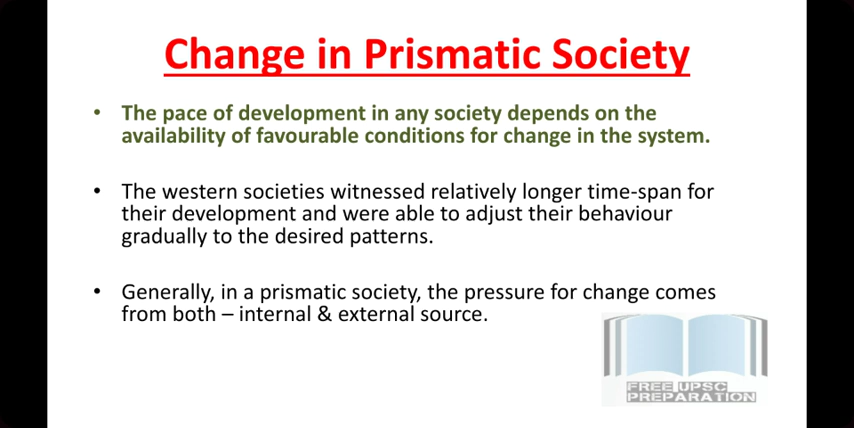 Change in Prismatic Society
• The pace of development in any society depends on the
availability of favourable conditions for change in the system.
• The western societies witnessed relatively longer time-span for
their development and were able to adjust their behaviour
gradually to the desired patterns.
• Generally, in a prismatic society, the pressure for change comes
from both – internal & external source.
FREE UPSC
PREPARATION